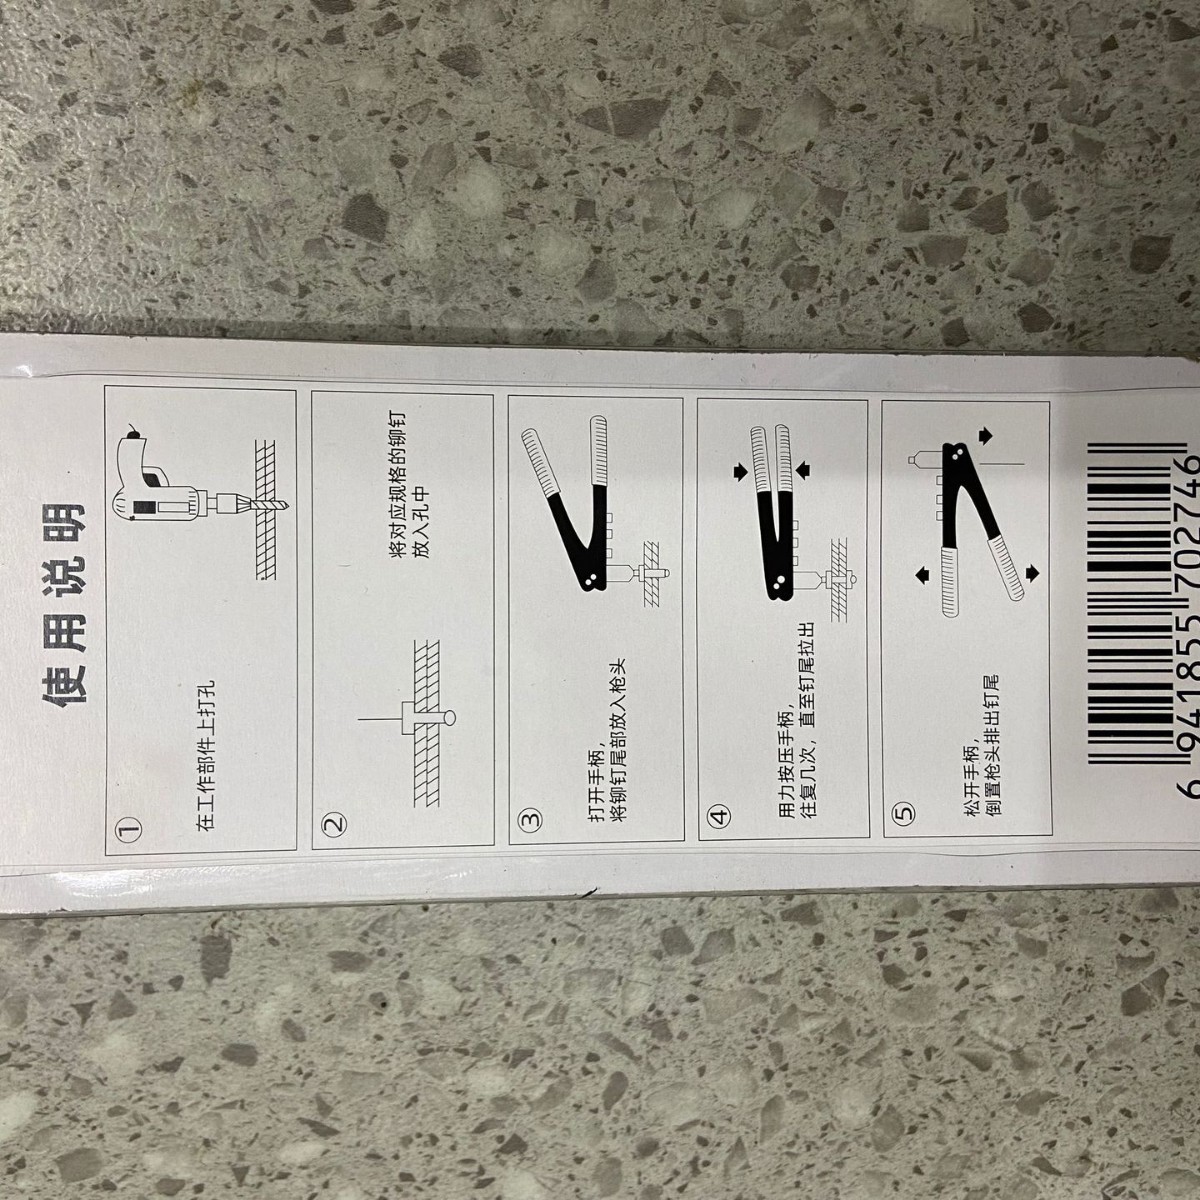 使用说明
①
在工作部件上打孔
②
将对应规格的铆钉
放入孔中
③
打开手柄,
将铆钉尾部放入枪头
④
用力按压手柄,
往复几次, 直至钉尾拉出
⑤
松开手柄,
倒置枪头排出钉尾
6 941855 702746